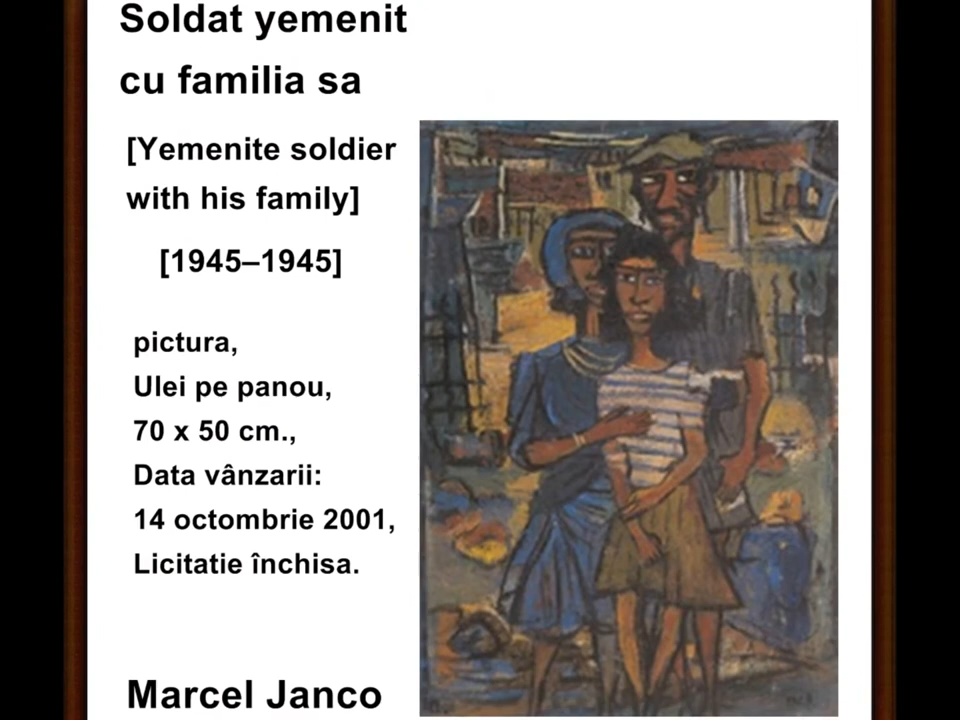 Soldat yemenit
cu familia sa
[Yemenite soldier
with his family]
[1945–1945]
pictura,
Ulei pe panou,
70 x 50 cm.,
Data vânzarii:
14 octombrie 2001,
Licitatie închisa.
Marcel Janco